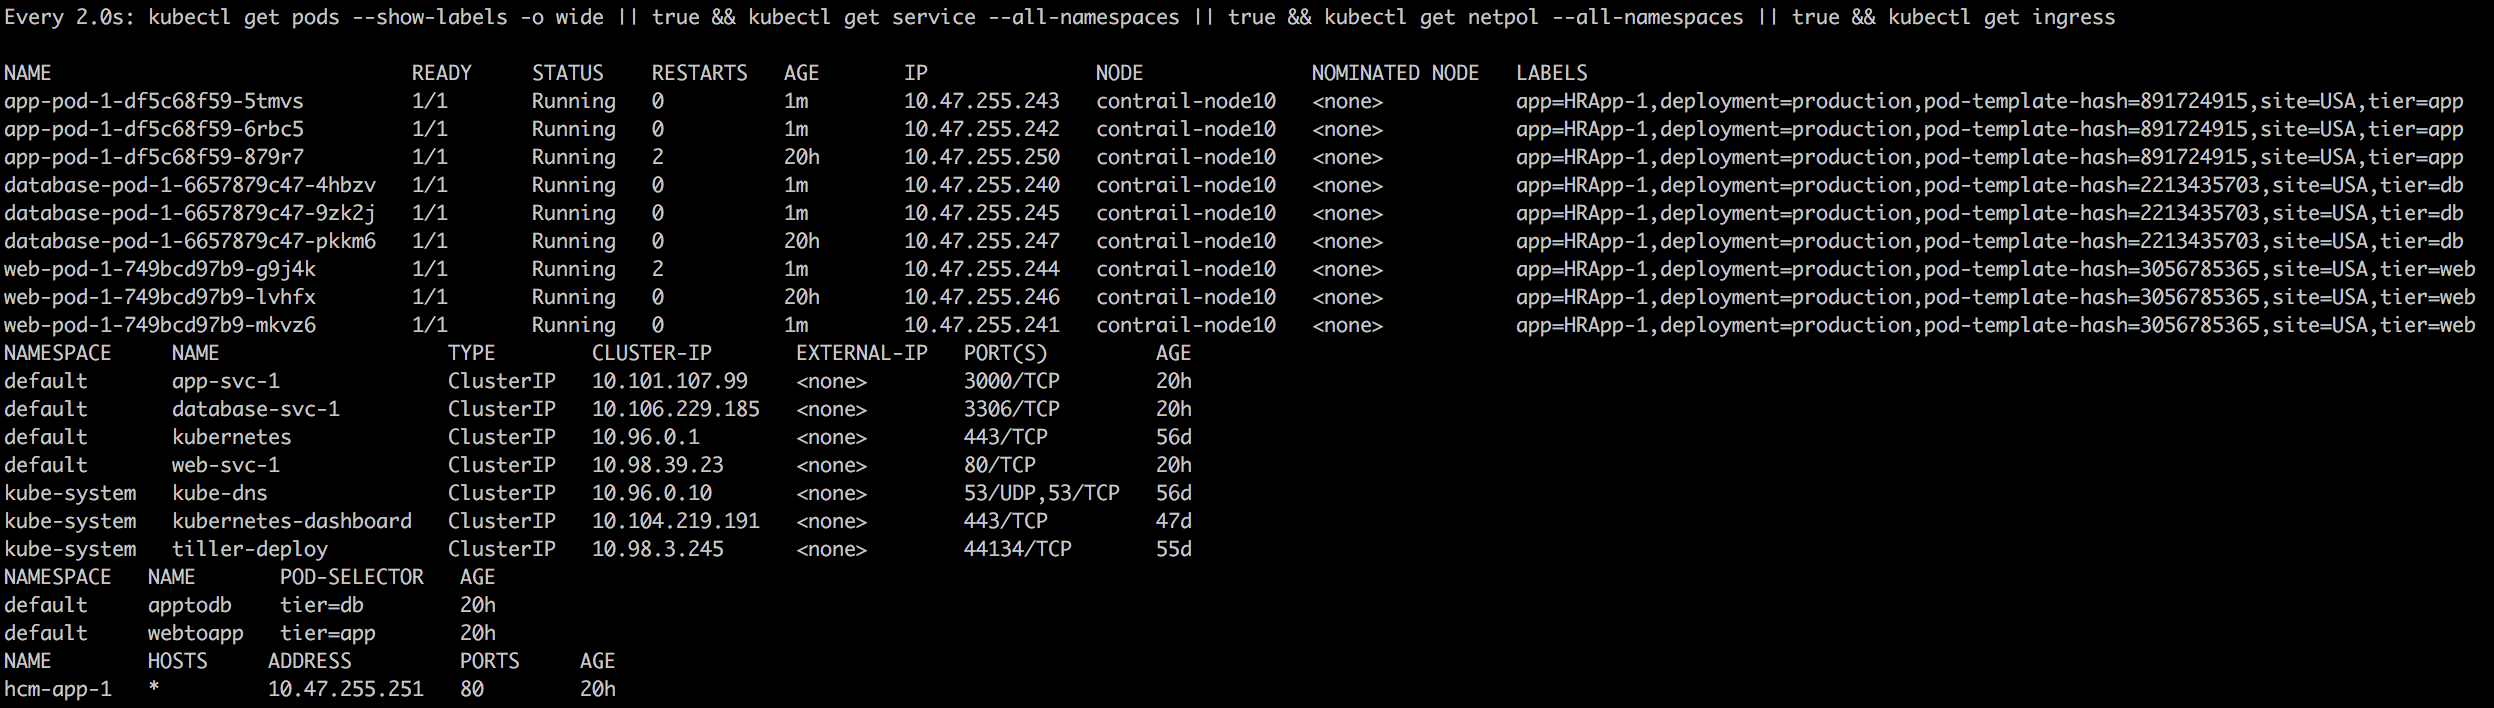 Every 2.0s: kubectl get pods --show-labels -o wide || true && kubectl get service --all-namespaces || true && kubectl get netpol --all-namespaces || true && kubectl get ingress
NAME READY STATUS RESTARTS AGE IP NODE NOMINATED NODE LABELS
app-pod-1-df5c68f59-5tmvs 1/1 Running 0 1m 10.47.255.243 contrail-node10 <none> app=HRApp-1,deployment=production,pod-template-hash=891724915,site=USA,tier=app
app-pod-1-df5c68f59-6rbc5 1/1 Running 0 1m 10.47.255.242 contrail-node10 <none> app=HRApp-1,deployment=production,pod-template-hash=891724915,site=USA,tier=app
app-pod-1-df5c68f59-879r7 1/1 Running 2 20h 10.47.255.250 contrail-node10 <none> app=HRApp-1,deployment=production,pod-template-hash=891724915,site=USA,tier=app
database-pod-1-6657879c47-4hbzv 1/1 Running 0 1m 10.47.255.240 contrail-node10 <none> app=HRApp-1,deployment=production,pod-template-hash=2213435703,site=USA,tier=db
database-pod-1-6657879c47-9zk2j 1/1 Running 0 1m 10.47.255.245 contrail-node10 <none> app=HRApp-1,deployment=production,pod-template-hash=2213435703,site=USA,tier=db
database-pod-1-6657879c47-pkkm6 1/1 Running 0 20h 10.47.255.247 contrail-node10 <none> app=HRApp-1,deployment=production,pod-template-hash=2213435703,site=USA,tier=db
web-pod-1-749bcd97b9-g9j4k 1/1 Running 2 1m 10.47.255.244 contrail-node10 <none> app=HRApp-1,deployment=production,pod-template-hash=3056785365,site=USA,tier=web
web-pod-1-749bcd97b9-lvhfx 1/1 Running 0 20h 10.47.255.246 contrail-node10 <none> app=HRApp-1,deployment=production,pod-template-hash=3056785365,site=USA,tier=web
web-pod-1-749bcd97b9-mkvz6 1/1 Running 0 1m 10.47.255.241 contrail-node10 <none> app=HRApp-1,deployment=production,pod-template-hash=3056785365,site=USA,tier=web
NAMESPACE NAME TYPE CLUSTER-IP EXTERNAL-IP PORT(S) AGE
default app-svc-1 ClusterIP 10.101.107.99 <none> 3000/TCP 20h
default database-svc-1 ClusterIP 10.106.229.185 <none> 3306/TCP 20h
default kubernetes ClusterIP 10.96.0.1 <none> 443/TCP 56d
default web-svc-1 ClusterIP 10.98.39.23 <none> 80/TCP 20h
kube-system kube-dns ClusterIP 10.96.0.10 <none> 53/UDP,53/TCP 56d
kube-system kubernetes-dashboard ClusterIP 10.104.219.191 <none> 443/TCP 47d
kube-system tiller-deploy ClusterIP 10.98.3.245 <none> 44134/TCP 55d
NAMESPACE NAME POD-SELECTOR AGE
default apptodb tier=db 20h
default webtoapp tier=app 20h
NAME HOSTS ADDRESS PORTS AGE
hcm-app-1 * 10.47.255.251 80 20h